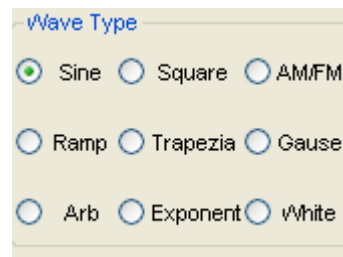 Wave Type
Sine Square AM/FM
Ramp Trapezia Gause
Arb Exponent White